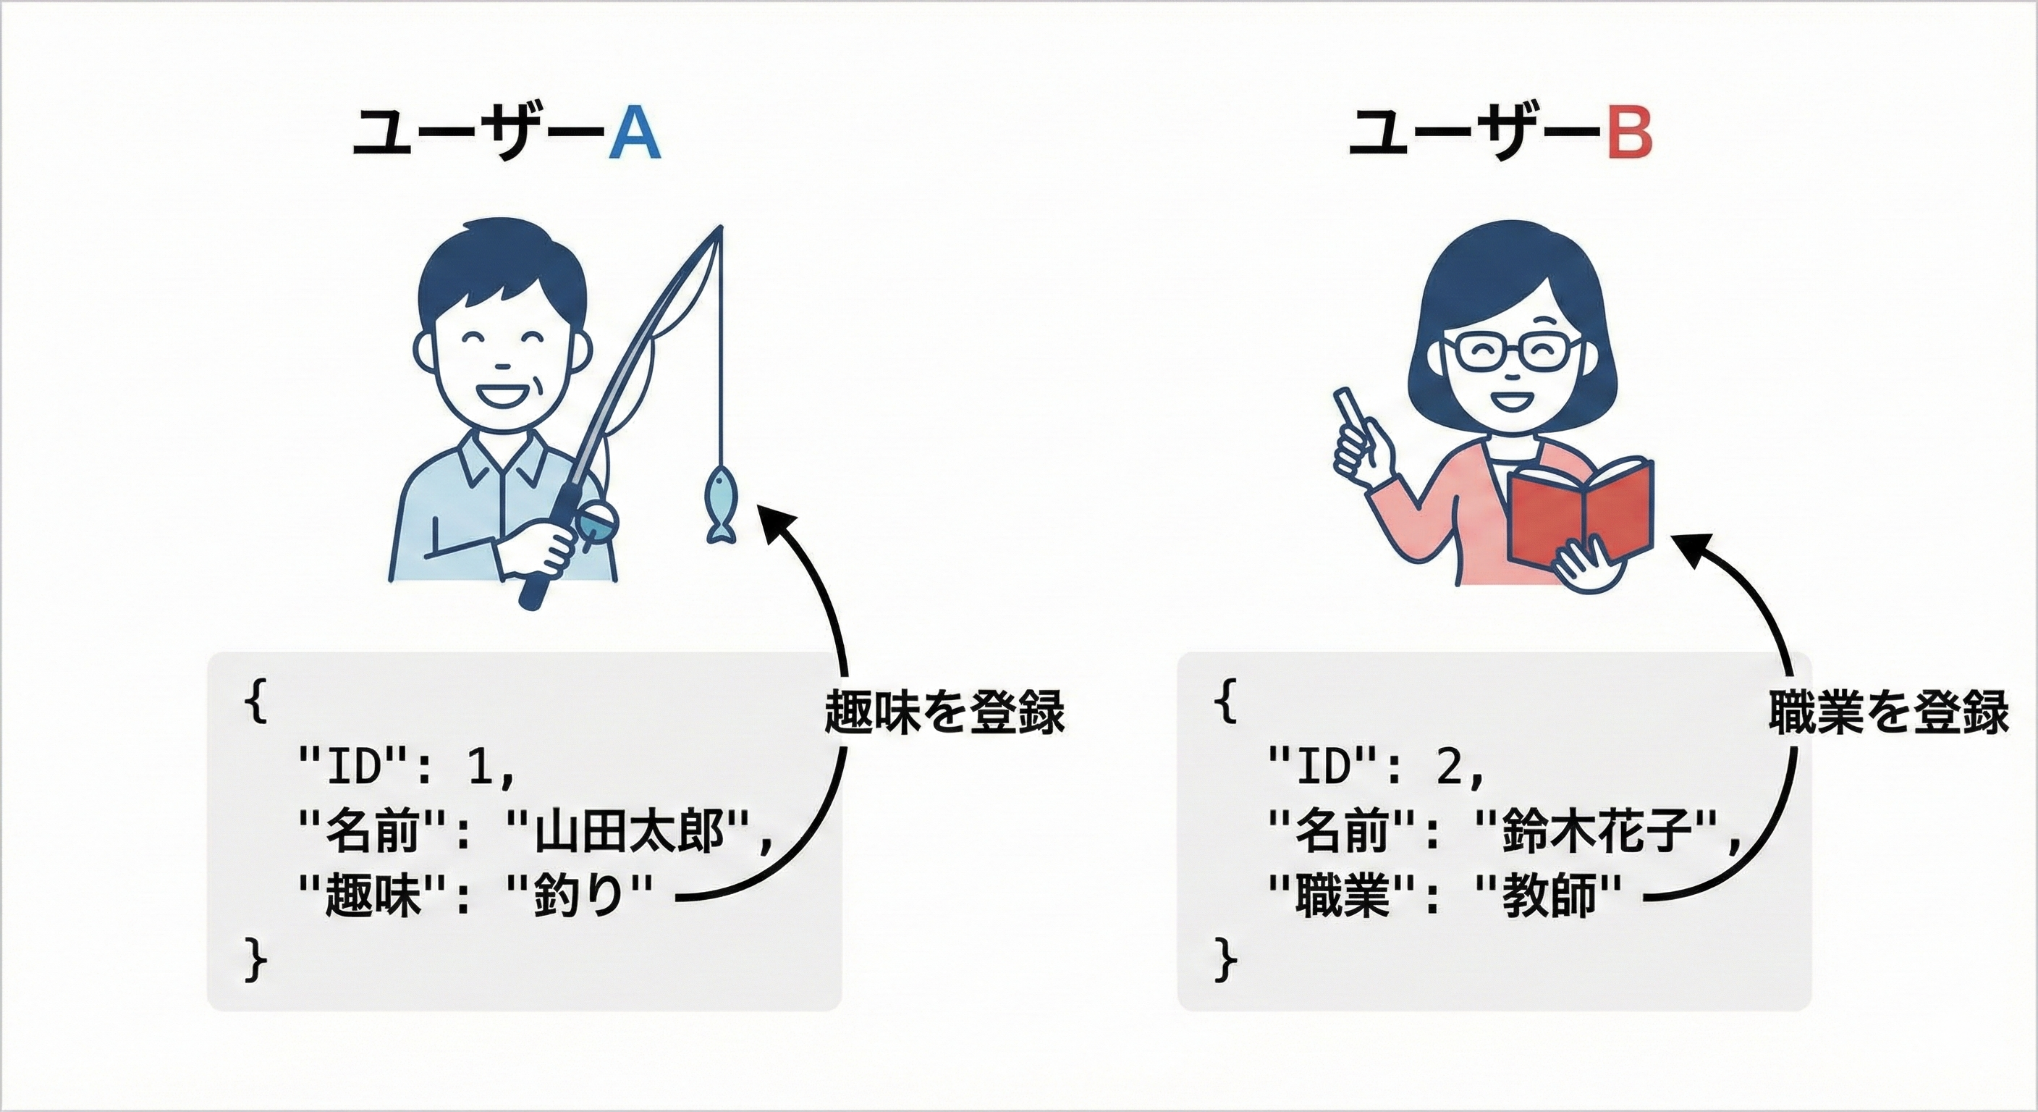 ユーザーA
{
"ID": 1,
"名前": "山田太郎",
"趣味": "釣り"
}
趣味を登録
ユーザーB
{
"ID": 2,
"名前": "鈴木花子",
"職業": "教師"
}
職業を登録